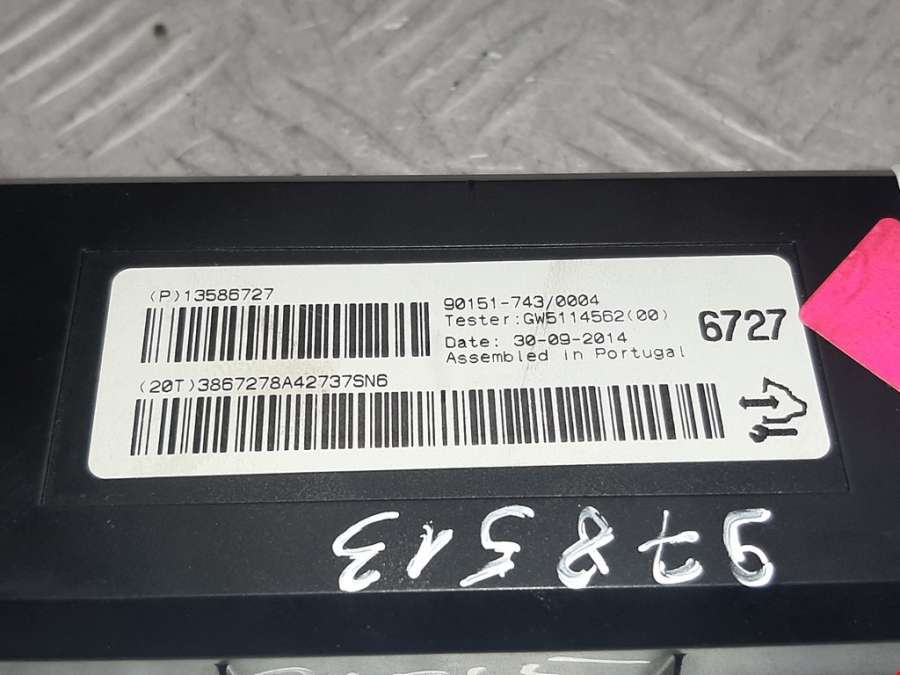 (P)13586727
90151-743/0004
Tester:GW5114562(00)
6727
Date: 30-09-2014
Assembled in Portugal
(20T)3867278A42737SN6
978513